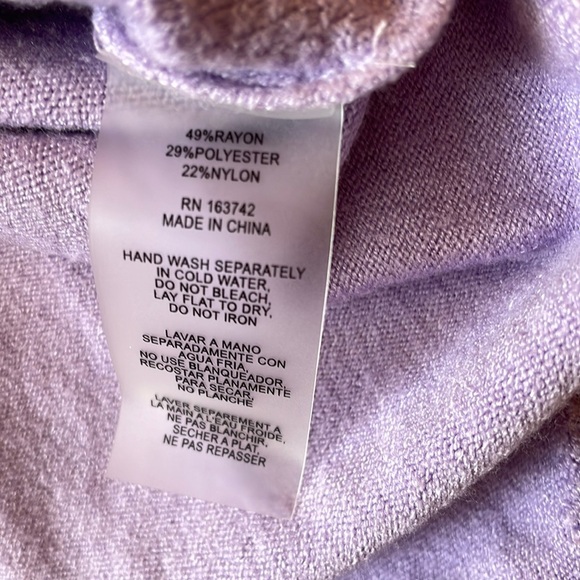 49%RAYON
29%POLYESTER
22%NYLON
RN 163742
MADE IN CHINA
HAND WASH SEPARATELY
IN COLD WATER,
DO NOT BLEACH,
LAY FLAT TO DRY,
DO NOT IRON
LAVAR A MANO
SEPARADAMENTE CON
AGUA FRIA,
NO USE BLANQUEADOR,
RECOSTAR PLANAMENTE
PARA SECAR,
NO PLANCHE
LAVER SEPAREMENT A
LA MAIN A L'EAU FROIDE,
NE PAS BLANCHIR,
SECHER A PLAT,
NE PAS REPASSER